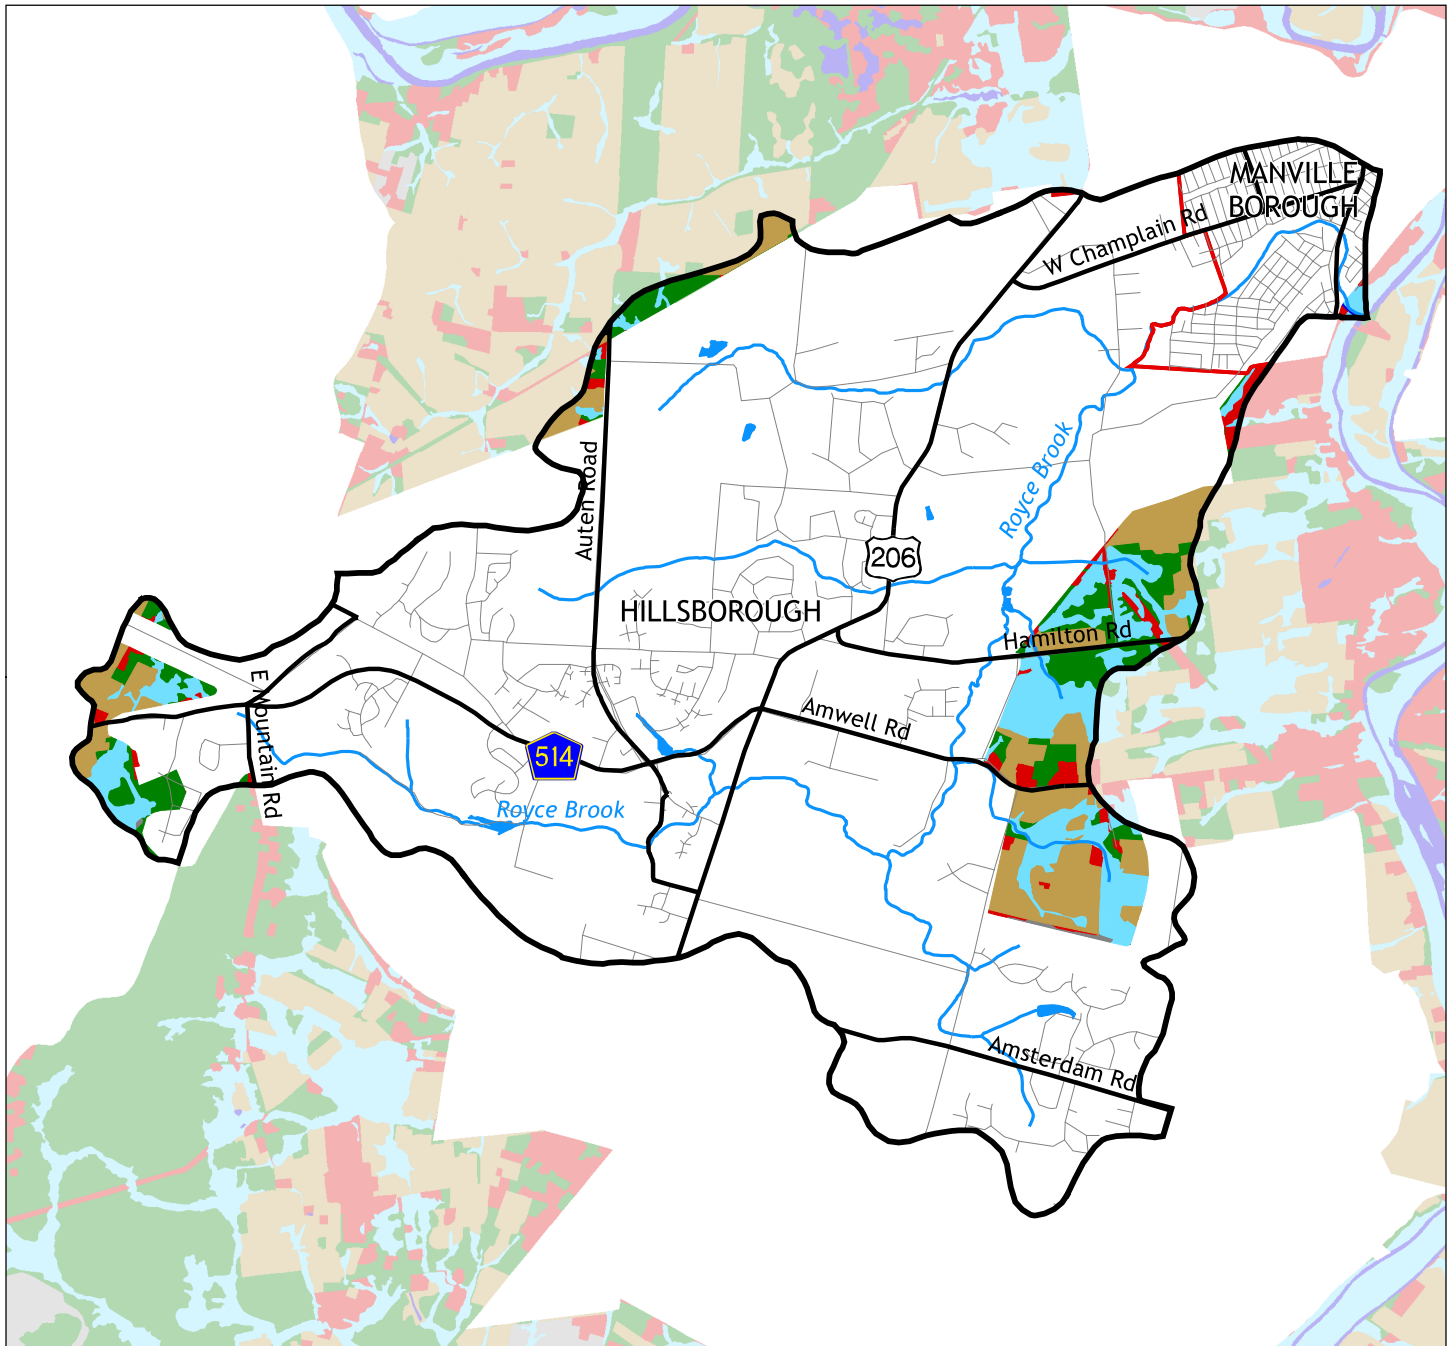 MANVILLE
BOROUGH
W Champlain Rd
Royce Brook
Auten Road
206
HILLSBOROUGH
Hamilton Rd
E Mountain Rd
Amwell Rd
514
Royce Brook
Amsterdam Rd